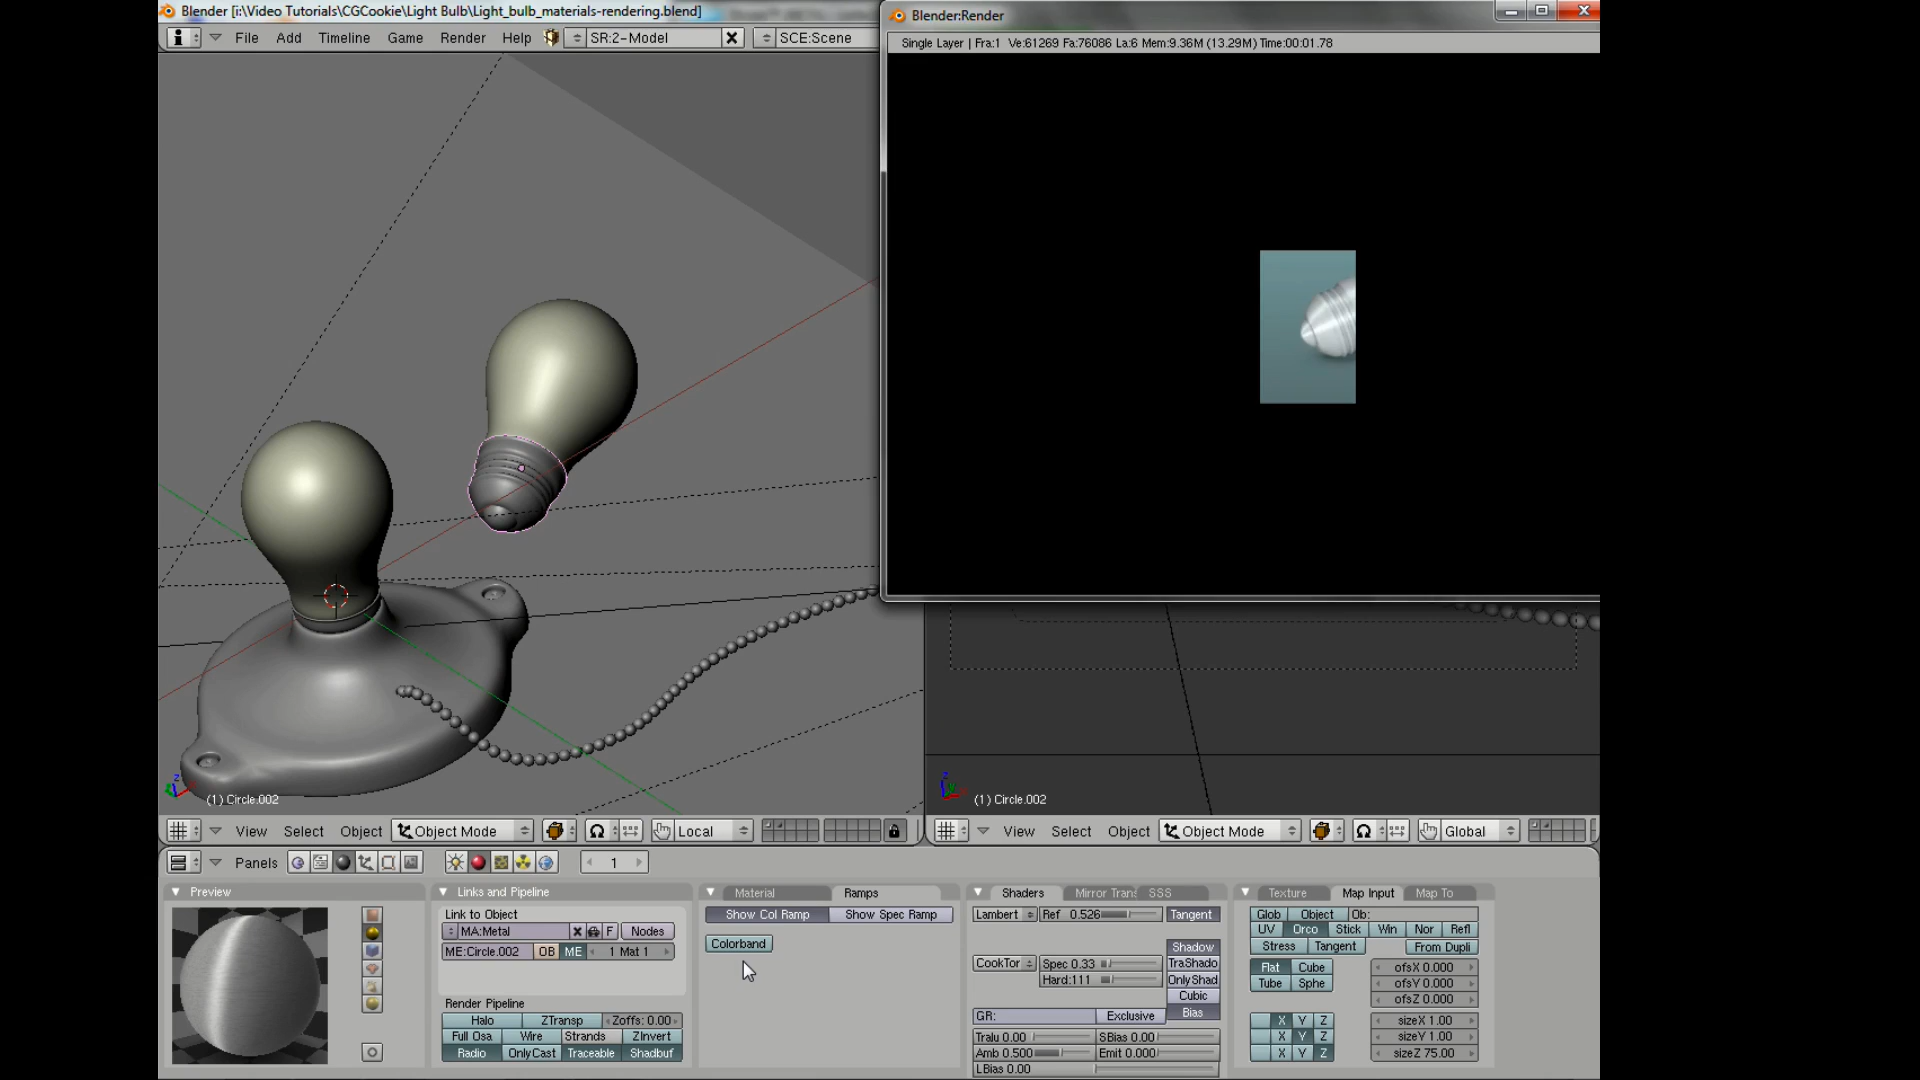 Blender [i:\Video Tutorials\CGCookie\Light Bulb\Light_bulb_materials-rendering.blend]
File Add Timeline Game Render Help SR:2-Model SCE:Scene
Blender:Render
Single Layer | Fra:1 Ve:61269 Fa:76086 La:6 Mem:9.36M (13.29M) Time:00:01.78
(1) Circle.002
(1) Circle.002
View Select Object Object Mode Local
View Select Object Object Mode Global
Panels 1
Preview
Links and Pipeline
Link to Object
MA:Metal F Nodes
ME:Circle.002 OB ME 1 Mat 1
Render Pipeline
Halo ZTransp Zoffs: 0.00
Full Osa Wire Strands ZInvert
Radio OnlyCast Traceable Shadbuf
Material Ramps
Show Col Ramp Show Spec Ramp
Colorband
Shaders Mirror Trans SSS
Lambert Ref 0.526 Tangent
Shadow
CookTor Spec 0.33 TraShado
Hard:111 OnlyShad
Cubic
GR: Exclusive Bias
Tralu 0.00 SBias 0.00
Amb 0.500 Emit 0.000
LBias 0.00
Texture Map Input Map To
Glob Object Ob:
UV Orco Stick Win Nor Refl
Stress Tangent From Dupli
Flat Cube ofsX 0.000
Tube Sphe ofsY 0.000
ofsZ 0.000
X Y Z sizeX 1.00
X Y Z sizeY 1.00
X Y Z sizeZ 75.00